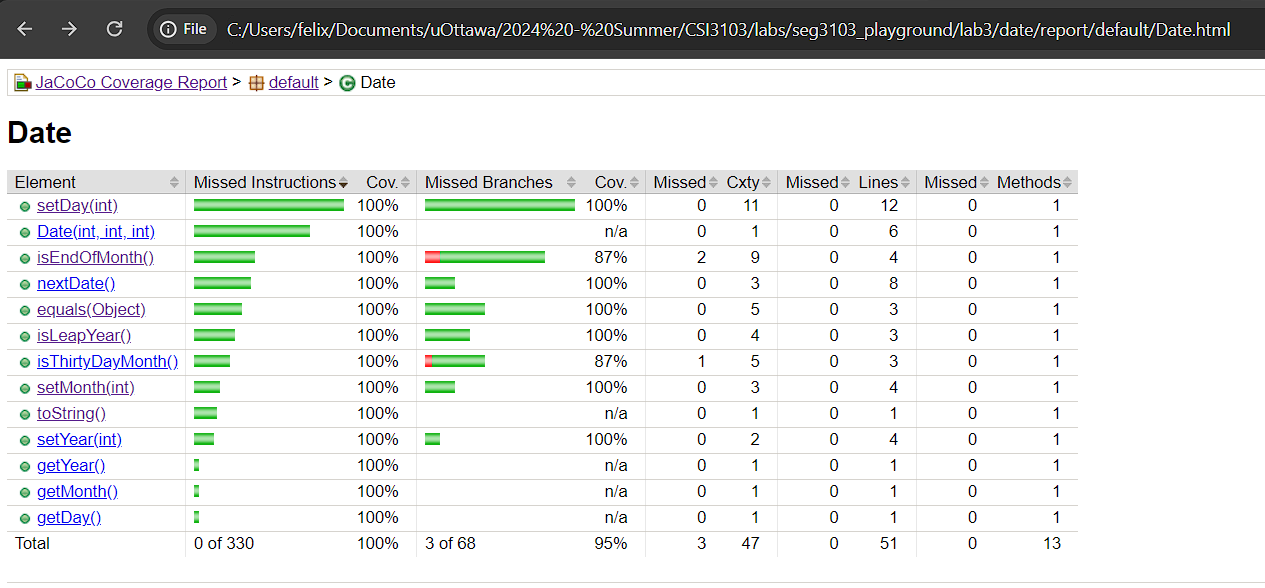 File C:/Users/felix/Documents/uOttawa/2024%20-%20Summer/CSI3103/labs/seg3103_playground/lab3/date/report/default/Date.html
JaCoCo Coverage Report > default > C Date
Date
Element Missed Instructions Cov. Missed Branches Cov. Missed Cxty Missed Lines Missed Methods
setDay(int) 100% 100% 0 11 0 12 0 1
Date(int, int, int) 100% n/a 0 1 0 6 0 1
isEndOfMonth() 100% 87% 2 9 0 4 0 1
nextDate() 100% 100% 0 3 0 8 0 1
equals(Object) 100% 100% 0 5 0 3 0 1
isLeapYear() 100% 100% 0 4 0 3 0 1
isThirtyDayMonth() 100% 87% 1 5 0 3 0 1
setMonth(int) 100% 100% 0 3 0 4 0 1
toString() 100% n/a 0 1 0 1 0 1
setYear(int) 100% 100% 0 2 0 4 0 1
getYear() 100% n/a 0 1 0 1 0 1
getMonth() 100% n/a 0 1 0 1 0 1
getDay() 100% n/a 0 1 0 1 0 1
Total 0 of 330 100% 3 of 68 95% 3 47 0 51 0 13